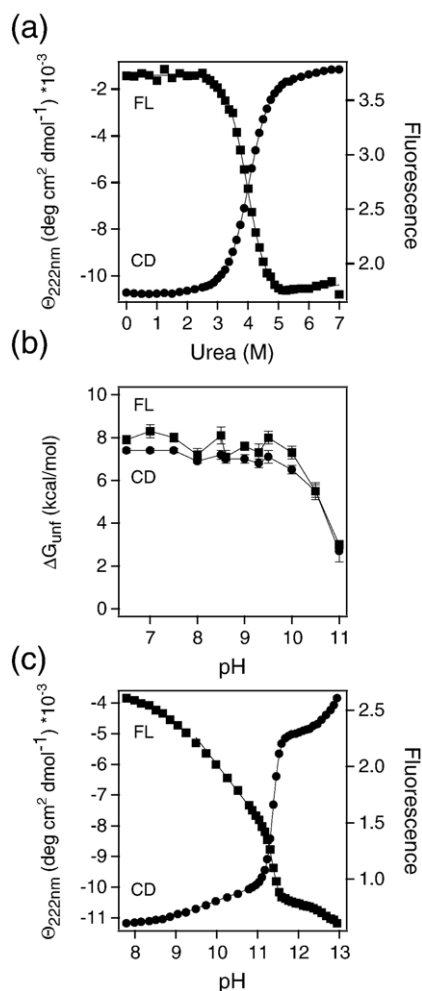 (a)
Θ222nm (deg cm2 dmol-1) *10-3
-2
-4
-6
-8
-10
FL
CD
3.5
3.0
2.5
2.0
Fluorescence
0 1 2 3 4 5 6 7
Urea (M)
(b)
ΔGunf (kcal/mol)
10
8
6
4
2
0
FL
CD
7 8 9 10 11
pH
(c)
Θ222nm (deg cm2 dmol-1) *10-3
-4
-5
-6
-7
-8
-9
-10
-11
FL
CD
2.5
2.0
1.5
1.0
Fluorescence
8 9 10 11 12 13
pH